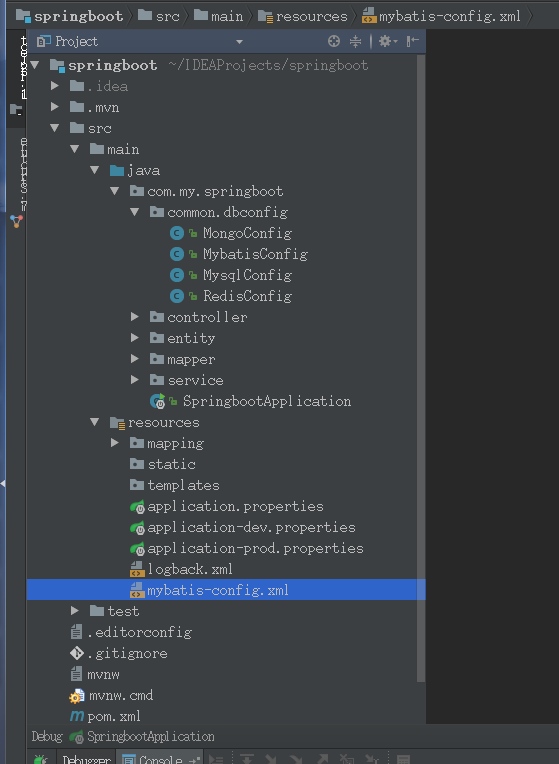 springboot src main resources mybatis-config.xml
Project
springboot ~/IDEAProjects/springboot
.idea
.mvn
src
main
java
com.my.springboot
common.dbconfig
MongoConfig
MybatisConfig
MysqlConfig
RedisConfig
controller
entity
mapper
service
SpringbootApplication
resources
mapping
static
templates
application.properties
application-dev.properties
application-prod.properties
logback.xml
mybatis-config.xml
test
.editorconfig
.gitignore
mvnw
mvnw.cmd
pom.xml
Debug SpringbootApplication
Debugger Console